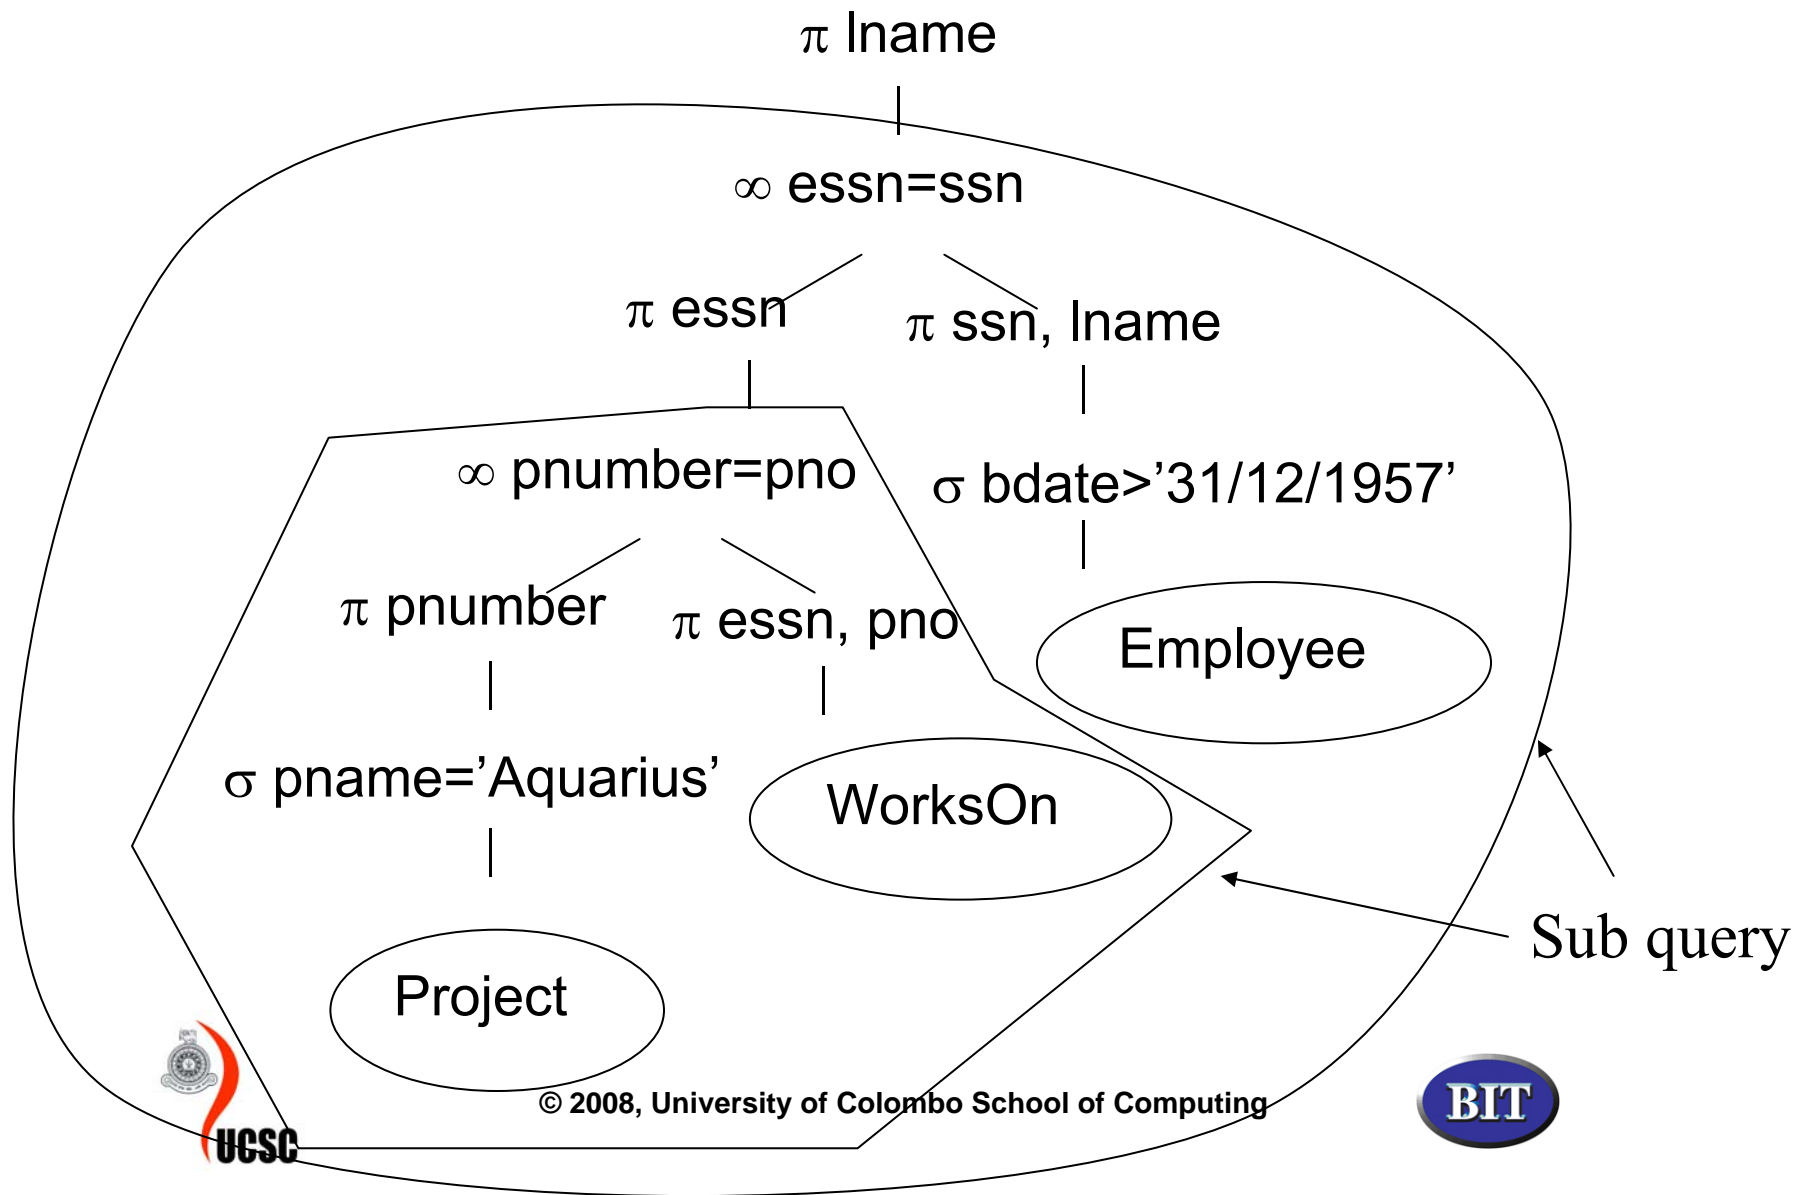 π lname
∞ essn=ssn
π essn
π ssn, lname
∞ pnumber=pno
σ bdate>’31/12/1957’
π pnumber
π essn, pno
Employee
σ pname=’Aquarius’
WorksOn
Sub query
Project
© 2008, University of Colombo School of Computing
UCSC
BIT